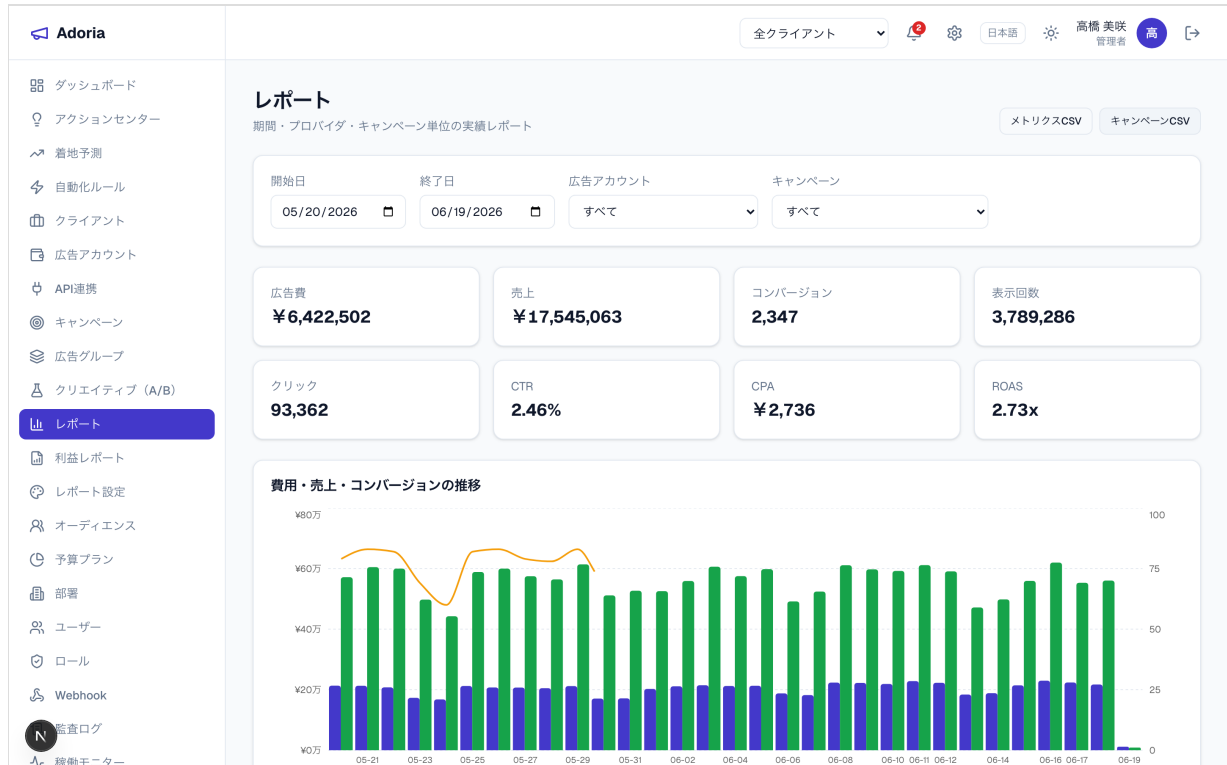 Adoria
全クライアント
2
日本語
高橋 美咲
管理者
高
ダッシュボード
アクションセンター
着地予測
自動化ルール
クライアント
広告アカウント
API連携
キャンペーン
広告グループ
クリエイティブ（A/B）
レポート
利益レポート
レポート設定
オーディエンス
予算プラン
部署
ユーザー
ロール
Webhook
監査ログ
稼働モニター
N
レポート
期間・プロバイダ・キャンペーン単位の実績レポート
メトリクスCSV
キャンペーンCSV
開始日
終了日
広告アカウント
キャンペーン
05/20/2026
06/19/2026
すべて
すべて
広告費
￥6,422,502
売上
￥17,545,063
コンバージョン
2,347
表示回数
3,789,286
クリック
93,362
CTR
2.46%
CPA
￥2,736
ROAS
2.73x
費用・売上・コンバージョンの推移
¥80万
¥60万
¥40万
¥20万
¥0万
100
75
50
25
0
05-21 05-23 05-25 05-27 05-29 05-31 06-02 06-04 06-06 06-08 06-10 06-11 06-12 06-14 06-16 06-17 06-19